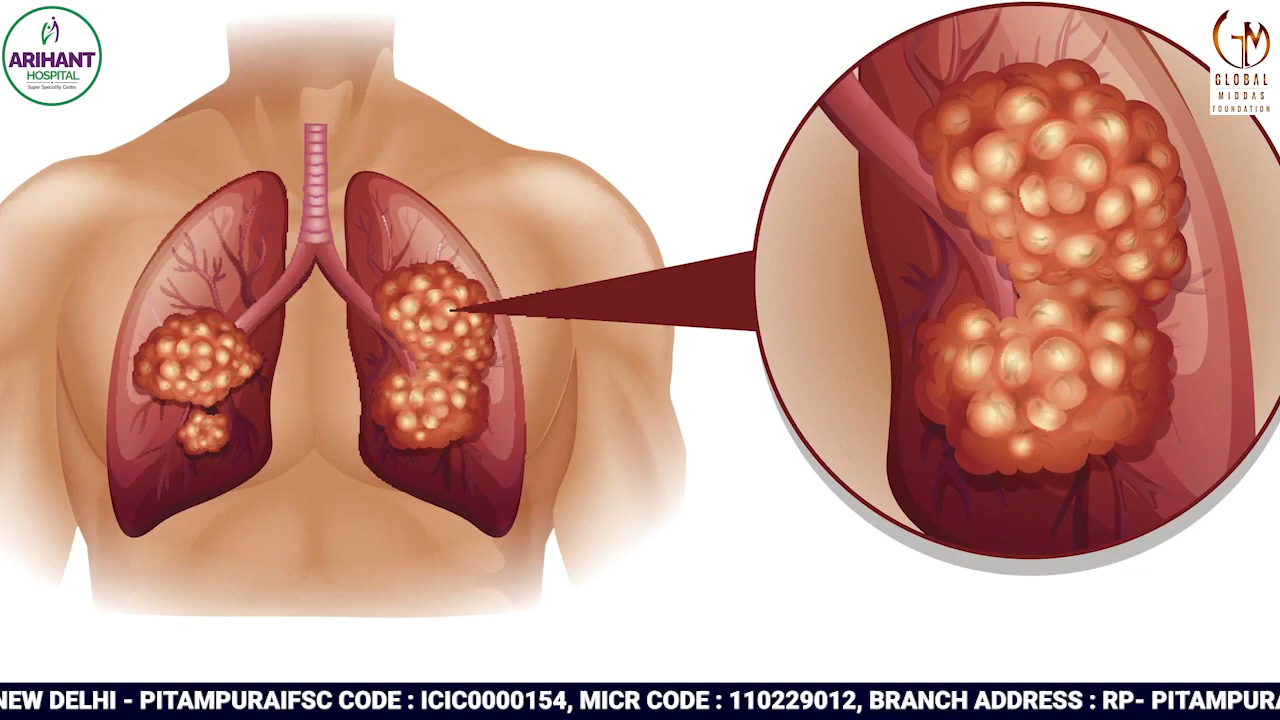 ARIHANT
HOSPITAL
Super Speciality Centre
GM
GLOBAL
MIDDAS
FOUNDATION
NEW DELHI - PITAMPURAIFSC CODE : ICIC0000154, MICR CODE : 110229012, BRANCH ADDRESS : RP- PITAMPURA